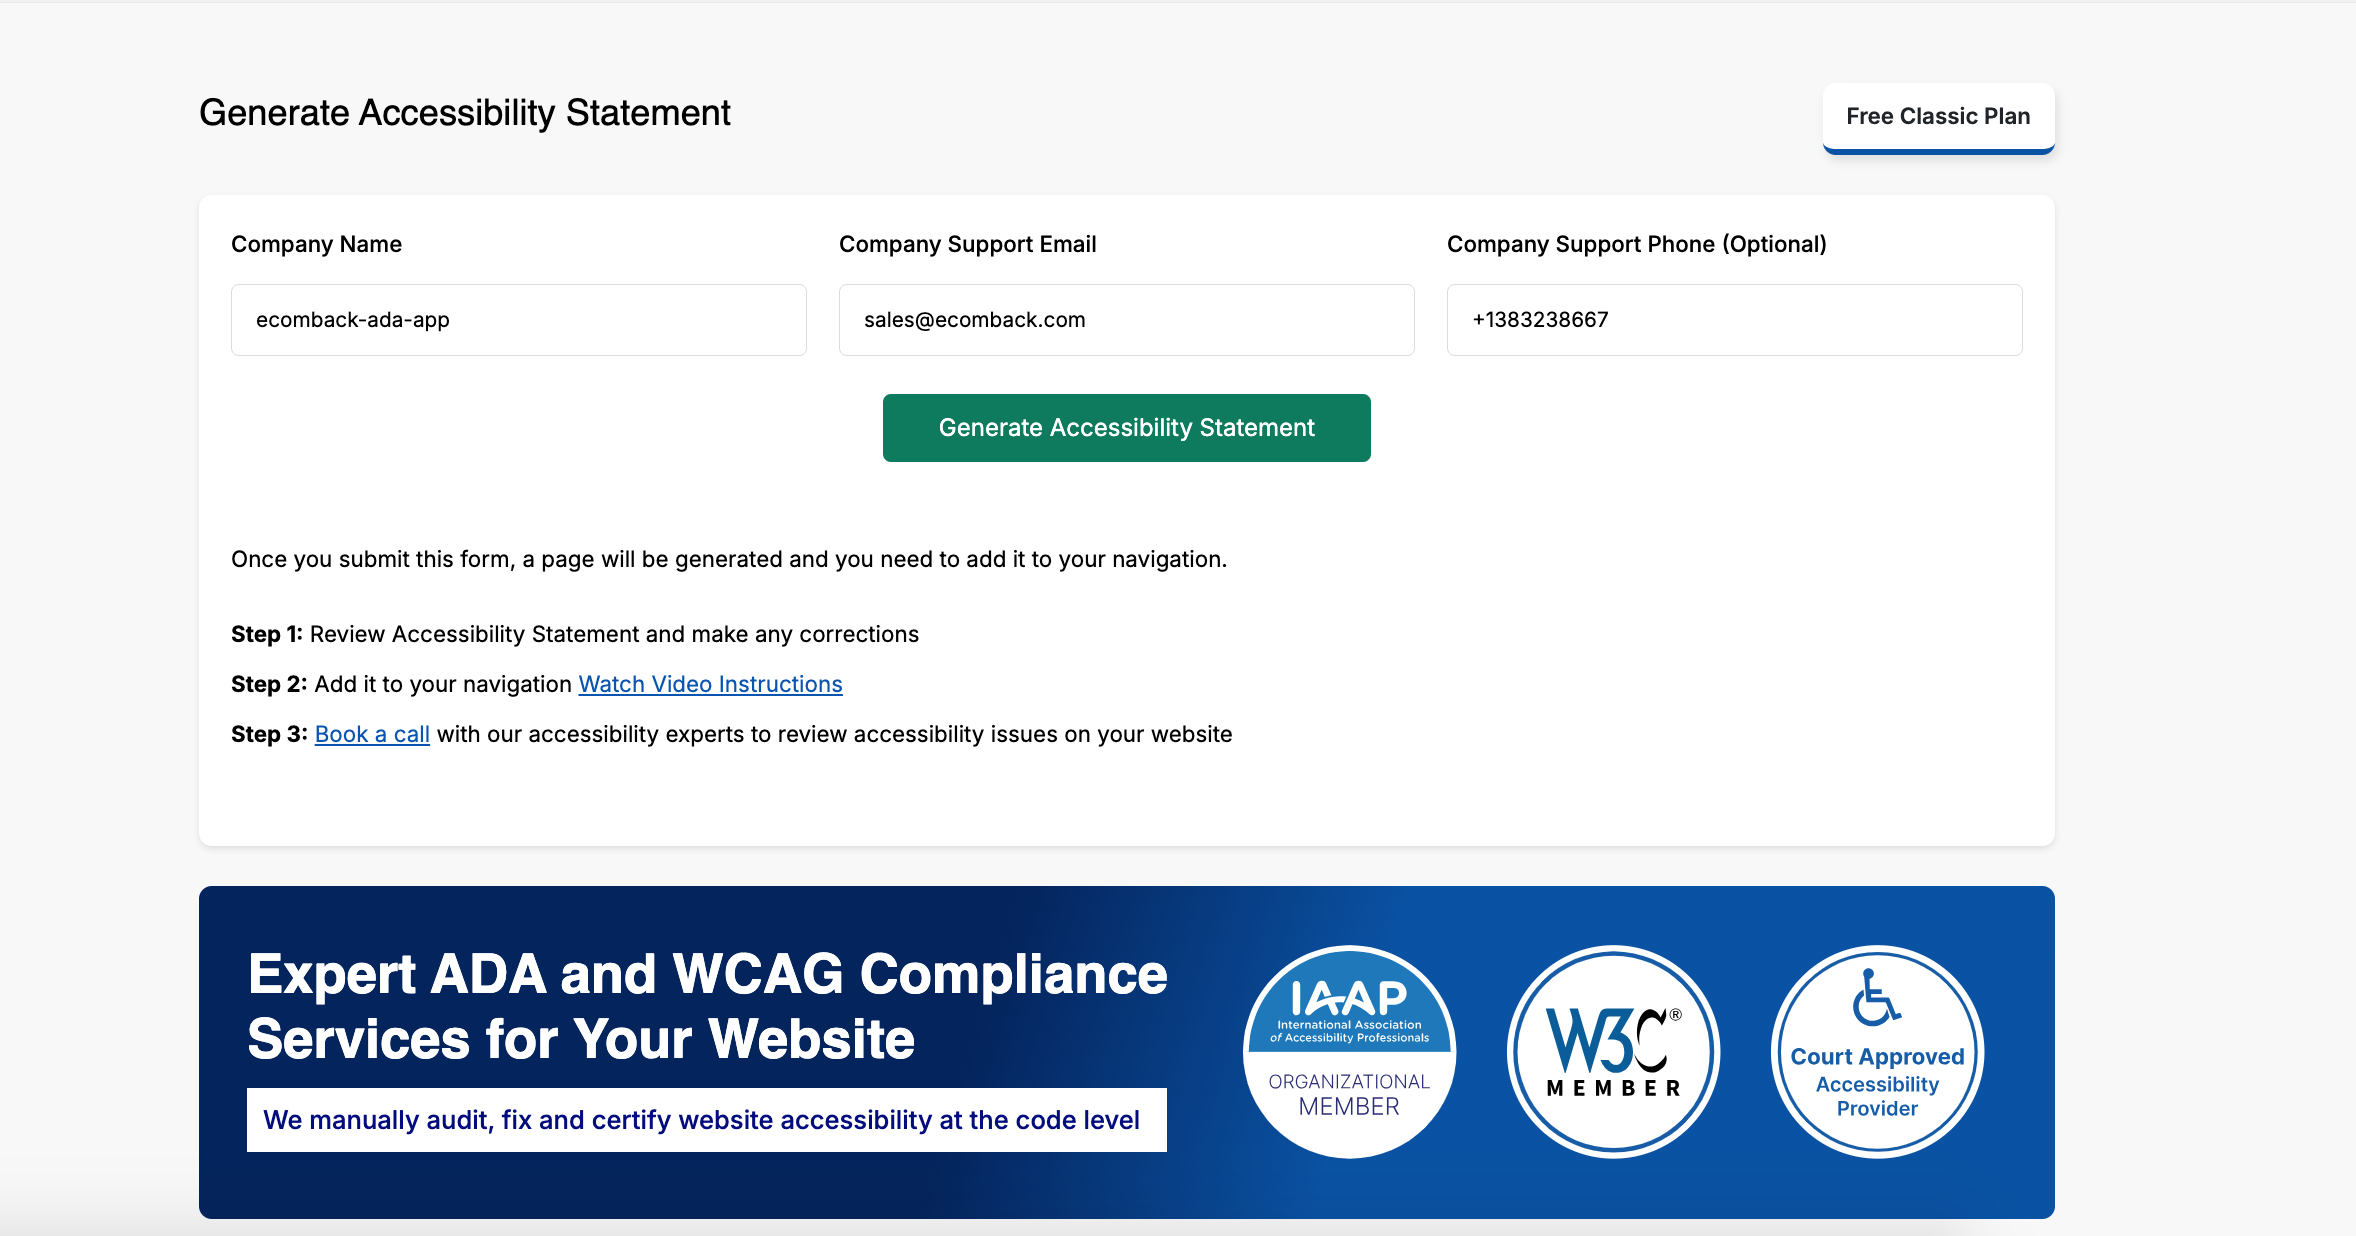 Generate Accessibility Statement
Free Classic Plan
Company Name
Company Support Email
Company Support Phone (Optional)
ecomback-ada-app
sales@ecomback.com
+1383238667
Generate Accessibility Statement
Once you submit this form, a page will be generated and you need to add it to your navigation.
Step 1: Review Accessibility Statement and make any corrections
Step 2: Add it to your navigation Watch Video Instructions
Step 3: Book a call with our accessibility experts to review accessibility issues on your website
Expert ADA and WCAG Compliance
Services for Your Website
We manually audit, fix and certify website accessibility at the code level
IAAP
International Association
of Accessibility Professionals
ORGANIZATIONAL
MEMBER
W3C®
MEMBER
Court Approved
Accessibility
Provider